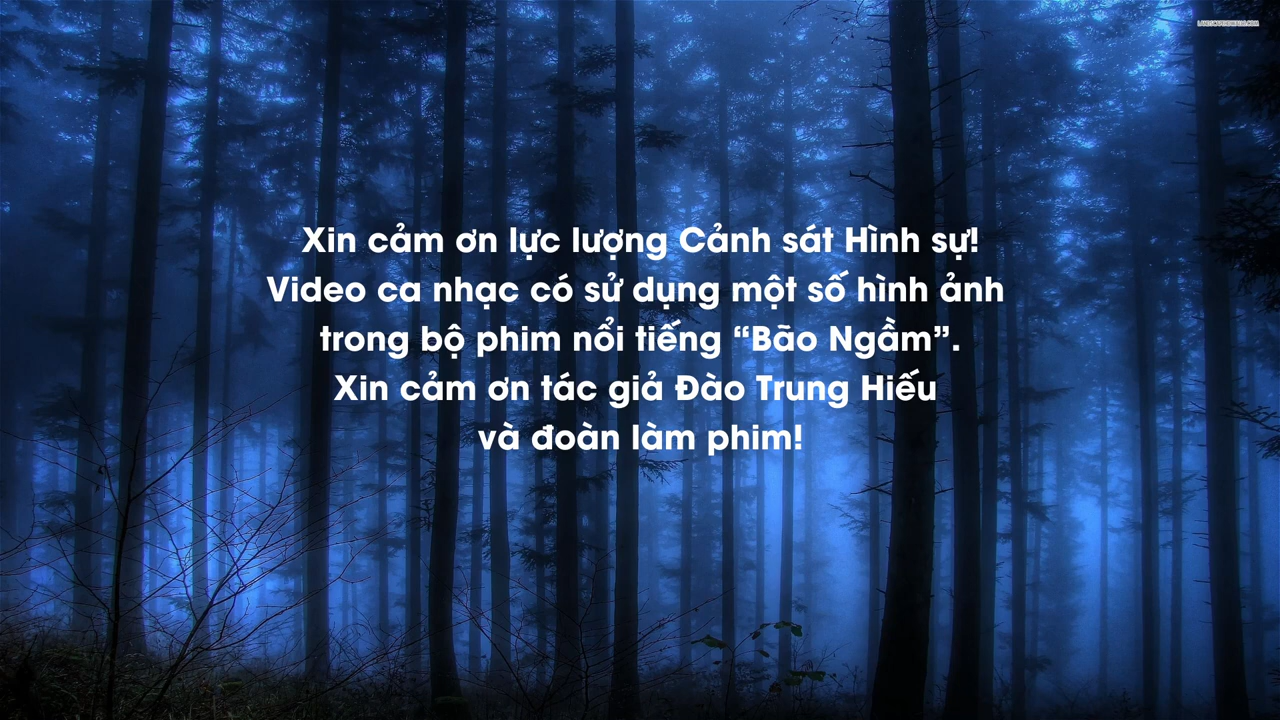 Xin cảm ơn lực lượng Cảnh sát Hình sự!
Video ca nhạc có sử dụng một số hình ảnh
trong bộ phim nổi tiếng “Bão Ngầm”.
Xin cảm ơn tác giả Đào Trung Hiếu
và đoàn làm phim!